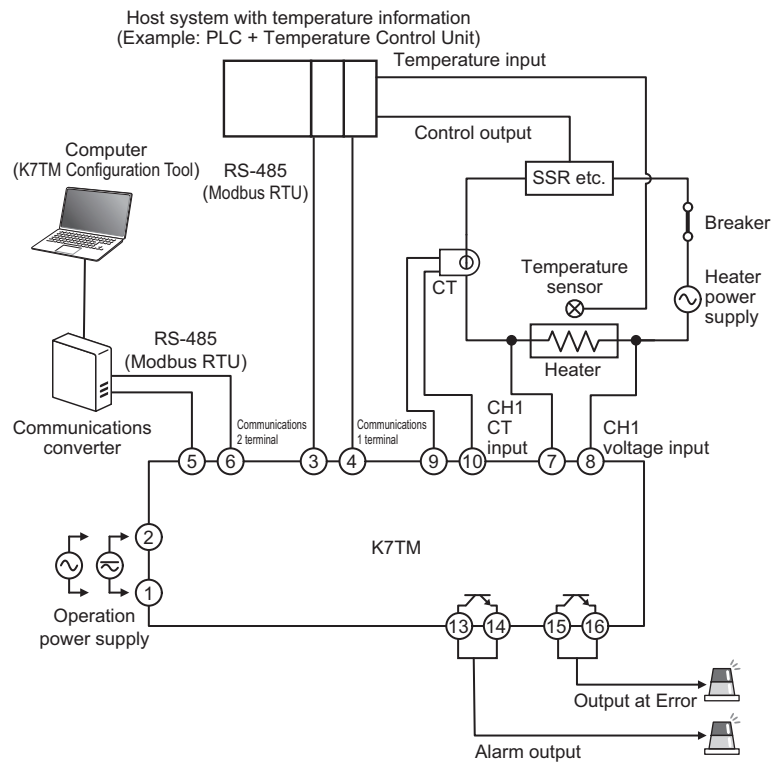 Host system with temperature information
(Example: PLC + Temperature Control Unit)
Temperature input
Control output
Computer
(K7TM Configuration Tool)
RS-485
(Modbus RTU)
SSR etc.
Breaker
CT
Temperature
sensor
Heater
power
supply
Heater
RS-485
(Modbus RTU)
Communications
converter
Communications
2 terminal
Communications
1 terminal
CH1
CT
input
CH1
voltage input
5 6 3 4 9 10 7 8
K7TM
2
1
Operation
power supply
13 14 15 16
Output at Error
Alarm output